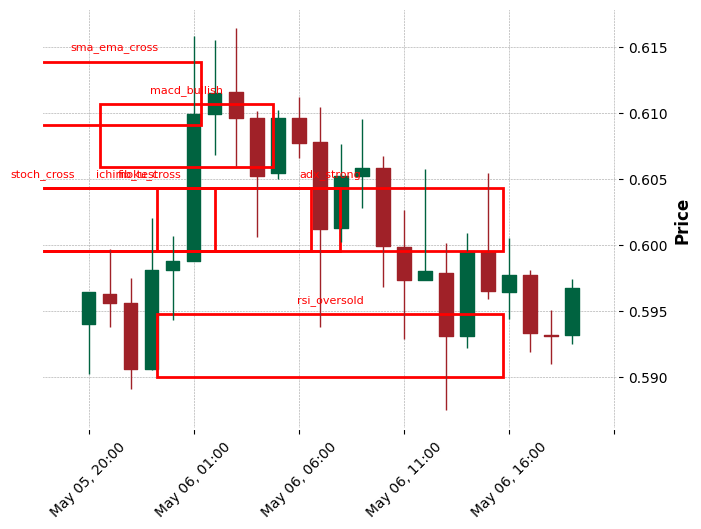 sma_ema_cross
macd_bullish
stoch_cross
ichimoku_cross
adx_strong
rsi_oversold
0.615
0.610
0.605
0.600
0.595
0.590
Price
May 05, 20:00
May 06, 01:00
May 06, 06:00
May 06, 11:00
May 06, 16:00